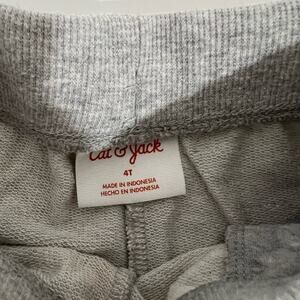 Cat & Jack
4T
MADE IN INDONESIA
HECHO EN INDONESIA